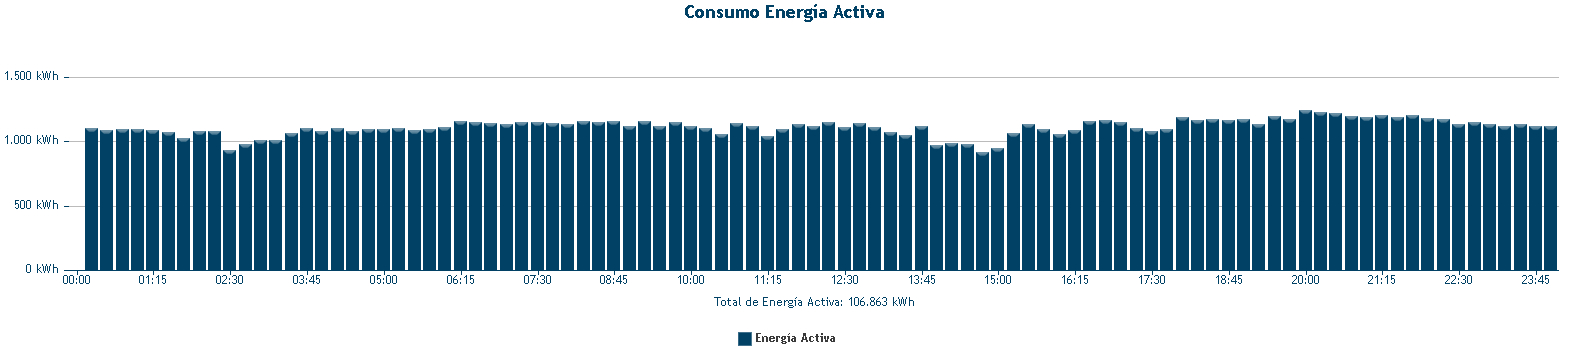 Consumo Energía Activa
1.500 kWh
1.000 kWh
500 kWh
0 kWh
00:00 01:15 02:30 03:45 05:00 06:15 07:30 08:45 10:00 11:15 12:30 13:45 15:00 16:15 17:30 18:45 20:00 21:15 22:30 23:45
Total de Energía Activa: 106.863 kWh
Energía Activa